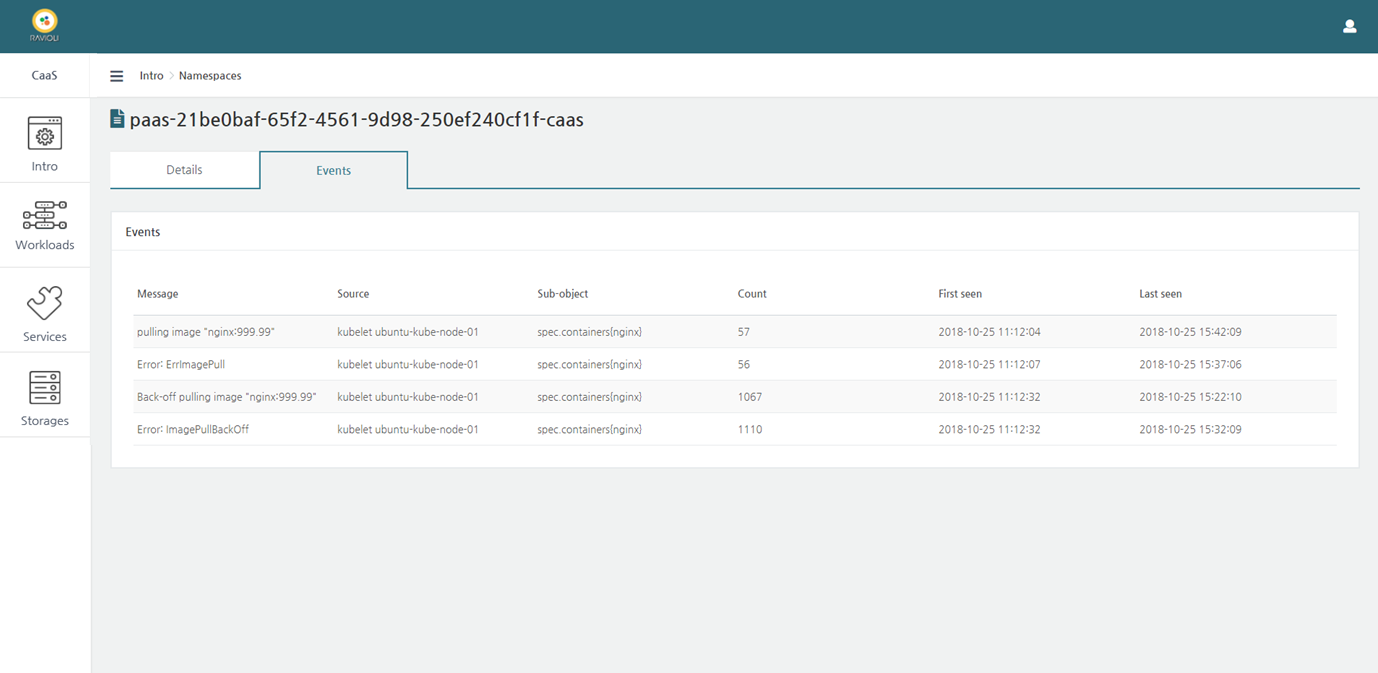 RAVIOLI
CaaS
Intro > Namespaces
paas-21be0baf-65f2-4561-9d98-250ef240cf1f-caas
Intro
Workloads
Services
Storages
Details Events
Events
Message Source Sub-object Count First seen Last seen
pulling image "nginx:999.99" kubelet ubuntu-kube-node-01 spec.containers{nginx} 57 2018-10-25 11:12:04 2018-10-25 15:42:09
Error: ErrImagePull kubelet ubuntu-kube-node-01 spec.containers{nginx} 56 2018-10-25 11:12:07 2018-10-25 15:37:06
Back-off pulling image "nginx:999.99" kubelet ubuntu-kube-node-01 spec.containers{nginx} 1067 2018-10-25 11:12:32 2018-10-25 15:22:10
Error: ImagePullBackOff kubelet ubuntu-kube-node-01 spec.containers{nginx} 1110 2018-10-25 11:12:32 2018-10-25 15:32:09